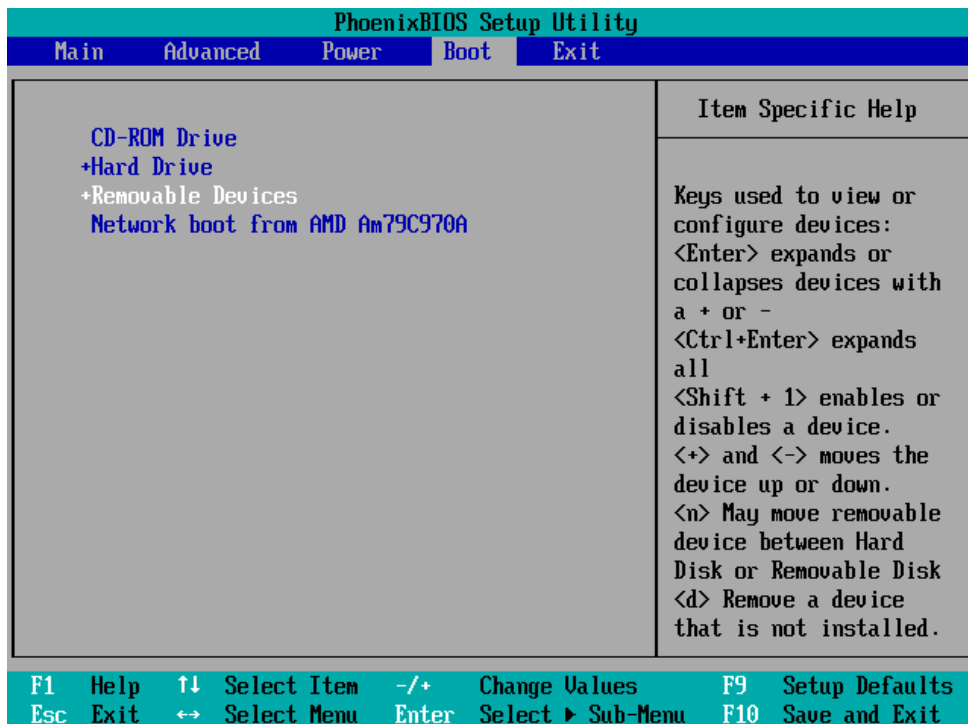 PhoenixBIOS Setup Utility
Main Advanced Power Boot Exit
CD-ROM Drive
+Hard Drive
+Removable Devices
Network boot from AMD Am79C970A
Item Specific Help
Keys used to view or
configure devices:
<Enter> expands or
collapses devices with
a + or -
<Ctrl+Enter> expands
all
<Shift + 1> enables or
disables a device.
<+> and <-> moves the
device up or down.
<n> May move removable
device between Hard
Disk or Removable Disk
<d> Remove a device
that is not installed.
F1 Help ↑↓ Select Item -/+ Change Values F9 Setup Defaults
Esc Exit ↔ Select Menu Enter Select ▶ Sub-Menu F10 Save and Exit